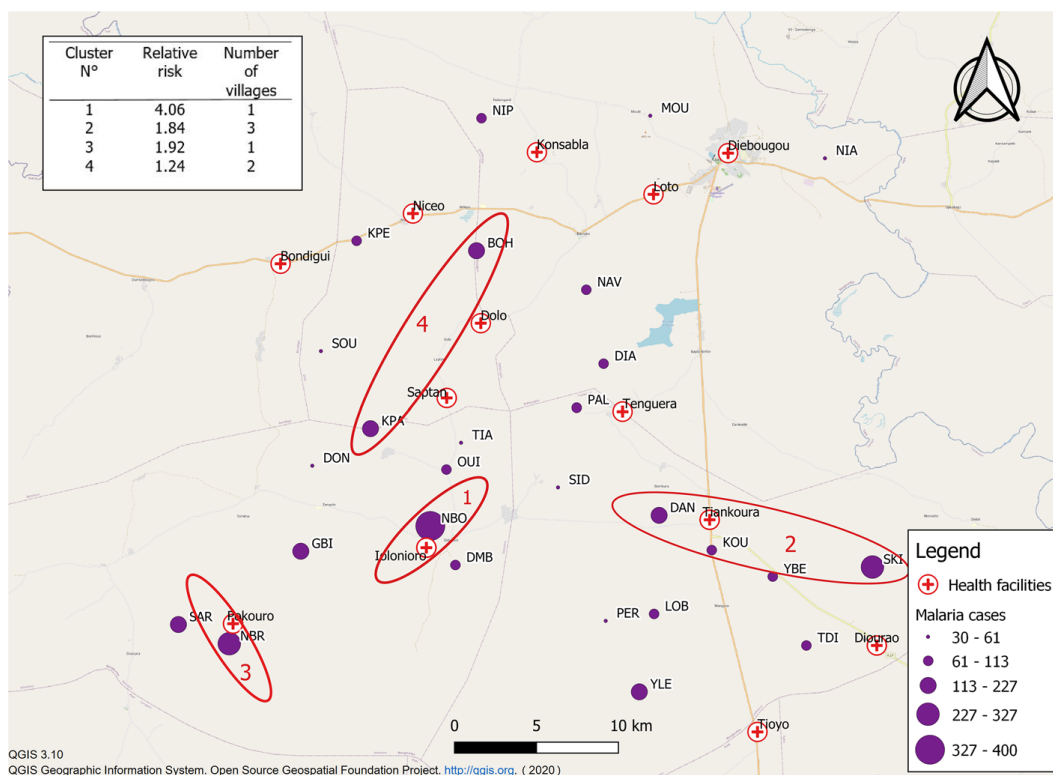 Cluster N° Relative risk Number of villages
1 4.06 1
2 1.84 3
3 1.92 1
4 1.24 2
NIP
MOU
Konsabla
Diebougou
NIA
Loto
Niceo
KPE
BOH
Bondigui
NAV
4
Dolo
SOU
DIA
Saptan
PAL
Tenguera
KPA
TIA
DON
OUI
SID
1
NBO
DAN
Tiankoura
Iolonioro
KOU
2
GBI
DMB
YBE
SKI
SAR
Pokouro
NBR
3
PER
LOB
TDI
Diourao
YLE
Tioyo
Legend
Health facilities
Malaria cases
30 - 61
61 - 113
113 - 227
227 - 327
327 - 400
0 5 10 km
QGIS 3.10
QGIS Geographic Information System. Open Source Geospatial Foundation Project. http://qgis.org. ( 2020)